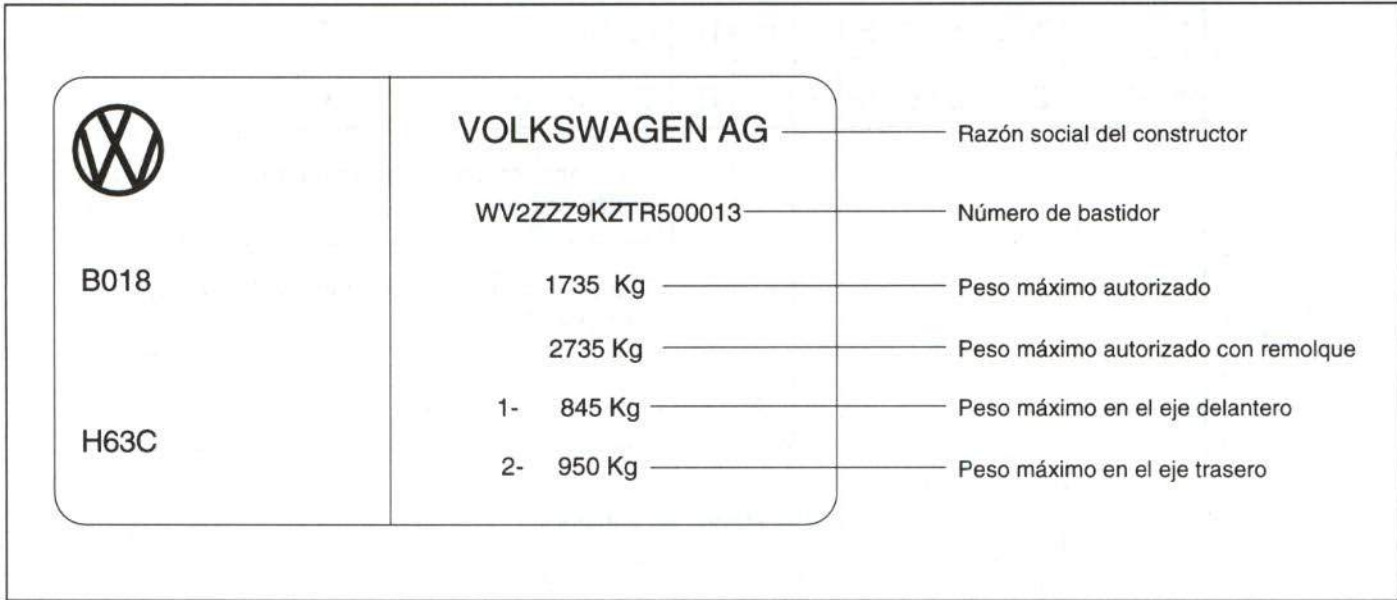 VOLKSWAGEN AG Razón social del constructor
WV2ZZZ9KZTR500013 Número de bastidor
B018 1735 Kg Peso máximo autorizado
2735 Kg Peso máximo autorizado con remolque
1- 845 Kg Peso máximo en el eje delantero
H63C
2- 950 Kg Peso máximo en el eje trasero